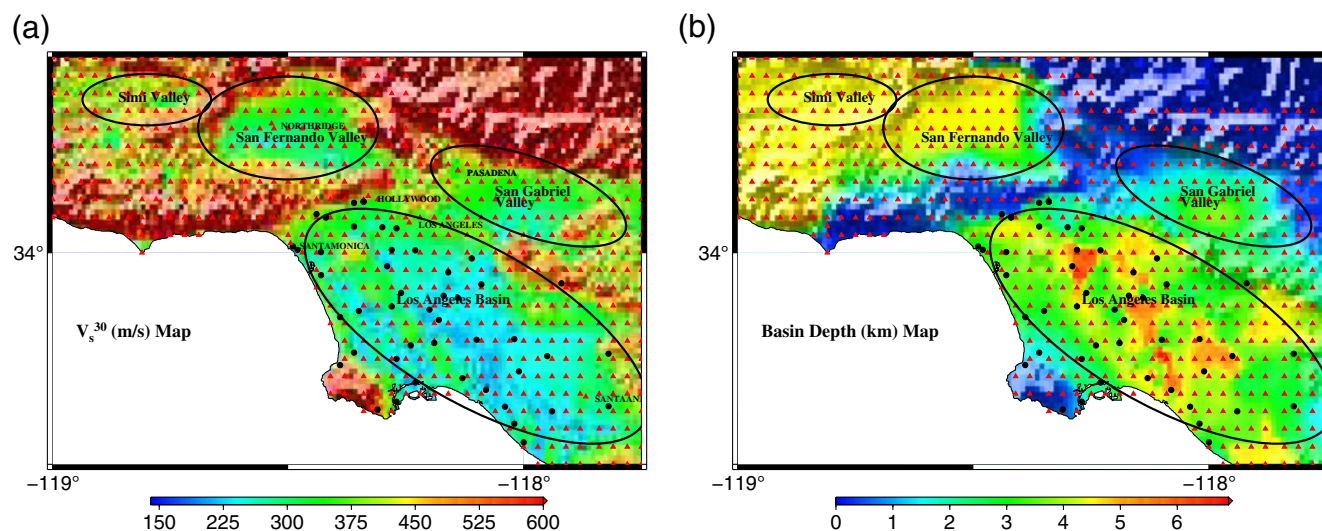 (a)
Simi Valley
NORTHRIDGE
San Fernando Valley
PASADENA
San Gabriel
Valley
HOLLYWOOD
LOS ANGELES
SANTAMONICA
34°
Los Angeles Basin
Vs30 (m/s) Map
SANTAANA
−119°
−118°
150 225 300 375 450 525 600
(b)
Simi Valley
San Fernando Valley
San Gabriel
Valley
34°
Los Angeles Basin
Basin Depth (km) Map
−119°
−118°
0 1 2 3 4 5 6